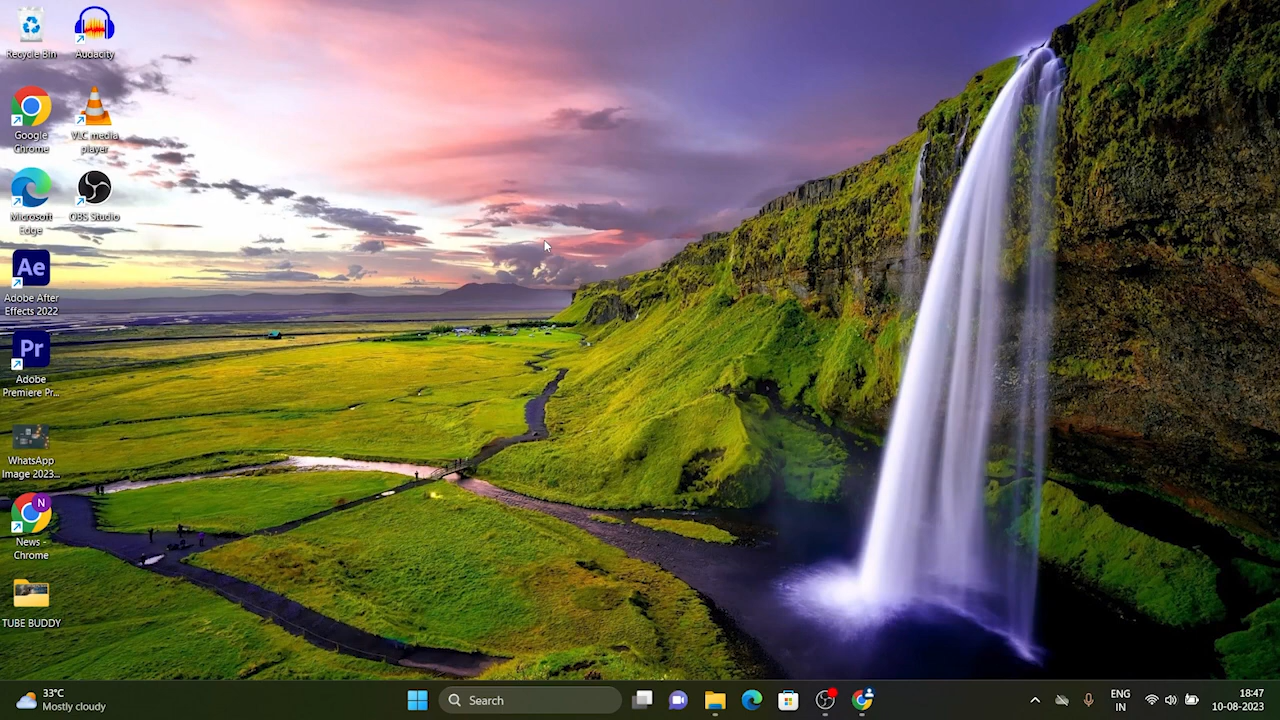 Recycle Bin
Audacity
Google
Chrome
VLC media
player
Microsoft
Edge
OBS Studio
Ae
Adobe After
Effects 2022
Pr
Adobe
Premiere Pr...
WhatsApp
Image 2023...
N
News -
Chrome
TUBE BUDDY
33°C
Mostly cloudy
Search
ENG
IN
18:47
10-08-2023